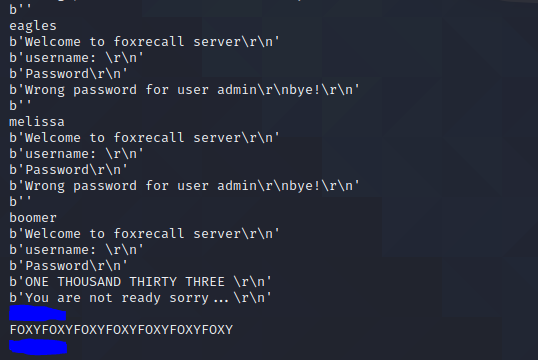 b''
eagles
b'Welcome to foxrecall server\r\n'
b'username: \r\n'
b'Password\r\n'
b'Wrong password for user admin\r\nbye!\r\n'
b''
melissa
b'Welcome to foxrecall server\r\n'
b'username: \r\n'
b'Password\r\n'
b'Wrong password for user admin\r\nbye!\r\n'
b''
boomer
b'Welcome to foxrecall server\r\n'
b'username: \r\n'
b'Password\r\n'
b'ONE THOUSAND THIRTY THREE \r\n'
b'You are not ready sorry...\r\n'
FOXYFOXYFOXYFOXYFOXYFOXYFOXY